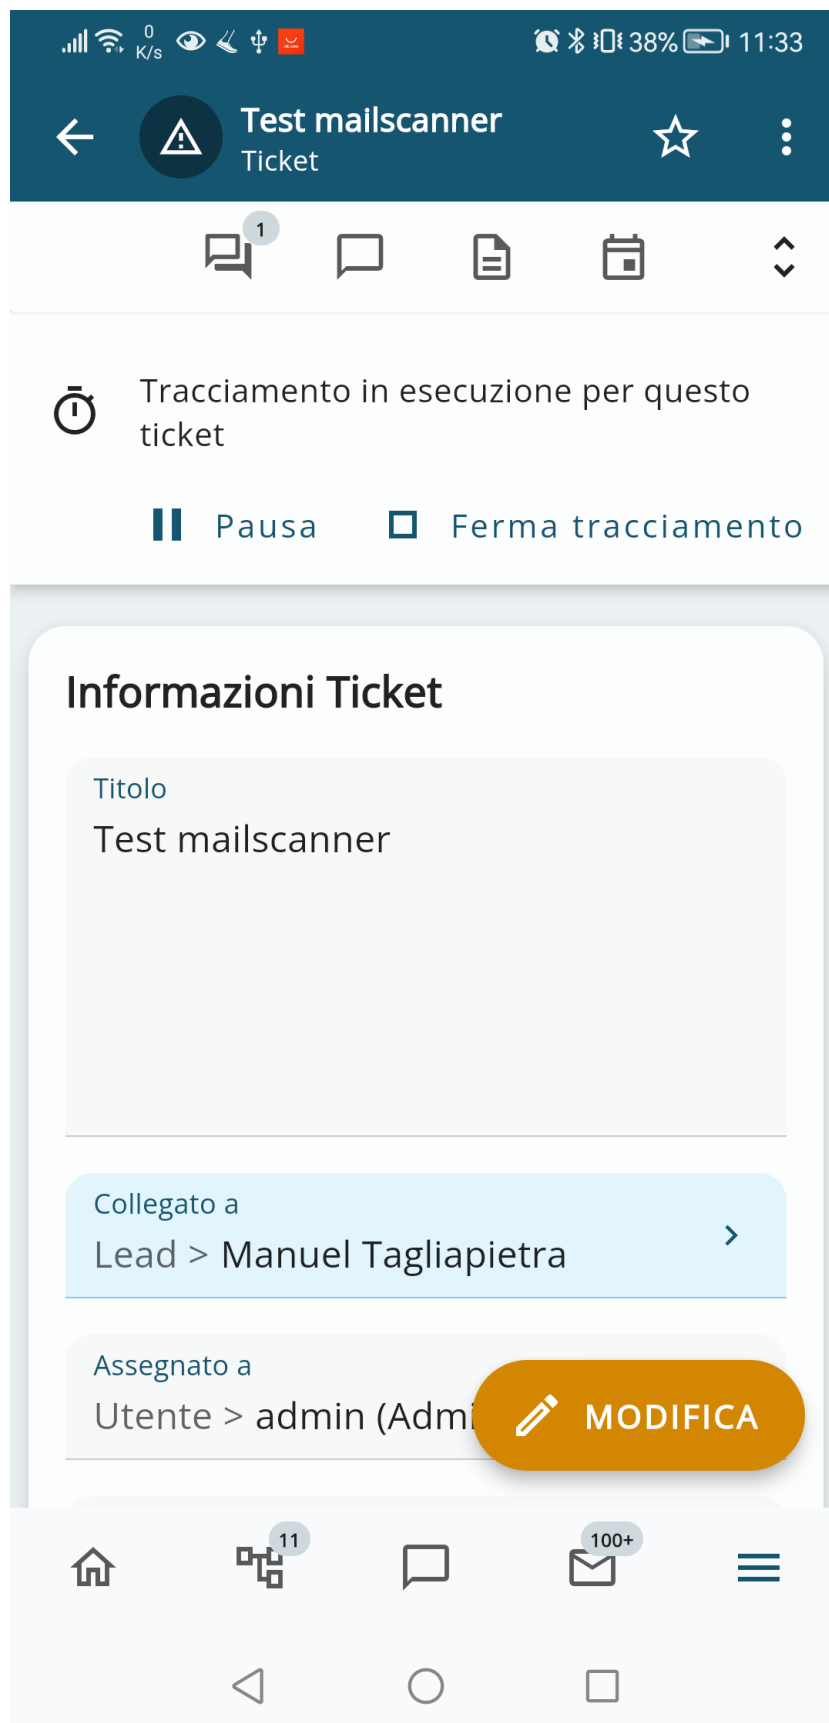 0
K/s
38%
11:33
Test mailscanner
Ticket
1
Tracciamento in esecuzione per questo
ticket
Pausa
Ferma tracciamento
Informazioni Ticket
Titolo
Test mailscanner
Collegato a
Lead > Manuel Tagliapietra
Assegnato a
Utente > admin (Admi
MODIFICA
11
100+